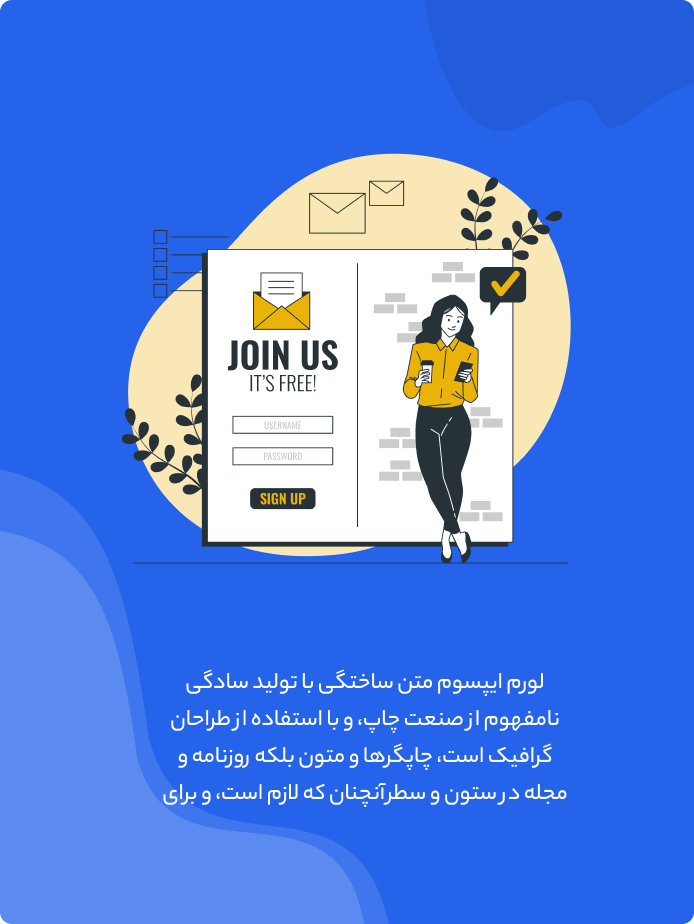 JOIN US
IT'S FREE!
USERNAME
PASSWORD
SIGN UP
لورم ایپسوم متن ساختگی با تولید سادگی
نامفهوم از صنعت چاپ، و با استفاده از طراحان
گرافیک است، چاپگرها و متون بلکه روزنامه و
مجله در ستون و سطرآنچنان که لازم است، و برای